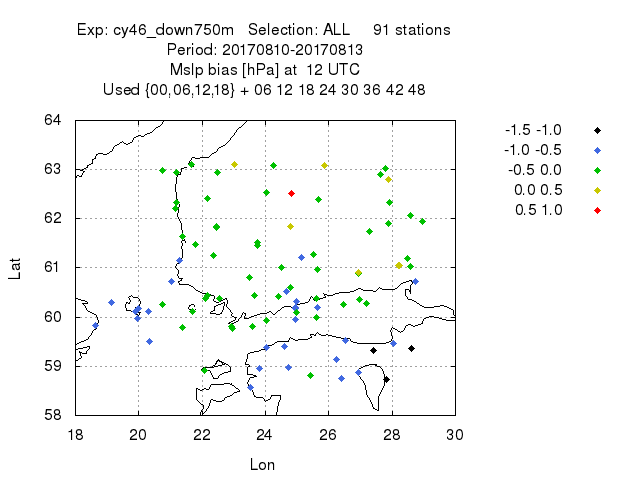 Exp: cy46_down750m   Selection: ALL     91 stations
Period: 20170810-20170813
Mslp bias [hPa] at  12 UTC
Used {00,06,12,18} + 06 12 18 24 30 36 42 48
64
63
62
61
60
59
58
Lat
18 20 22 24 26 28 30
Lon
-1.5 -1.0
-1.0 -0.5
-0.5 0.0
0.0 0.5
0.5 1.0